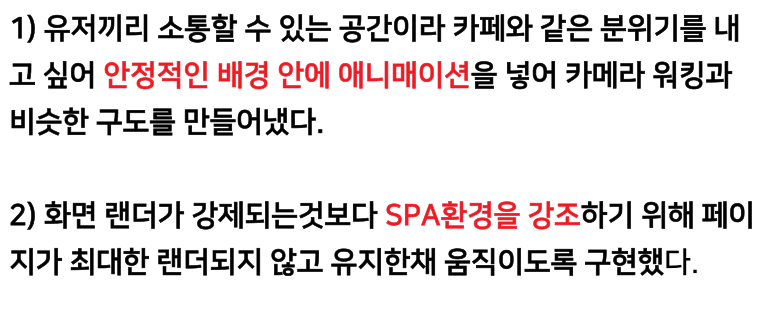 1) 유저끼리 소통할 수 있는 공간이라 카페와 같은 분위기를 내
고 싶어 안정적인 배경 안에 애니매이션을 넣어 카메라 워킹과
비슷한 구도를 만들어냈다.
2) 화면 랜더가 강제되는것보다 SPA환경을 강조하기 위해 페이
지가 최대한 랜더되지 않고 유지한채 움직이도록 구현했다.